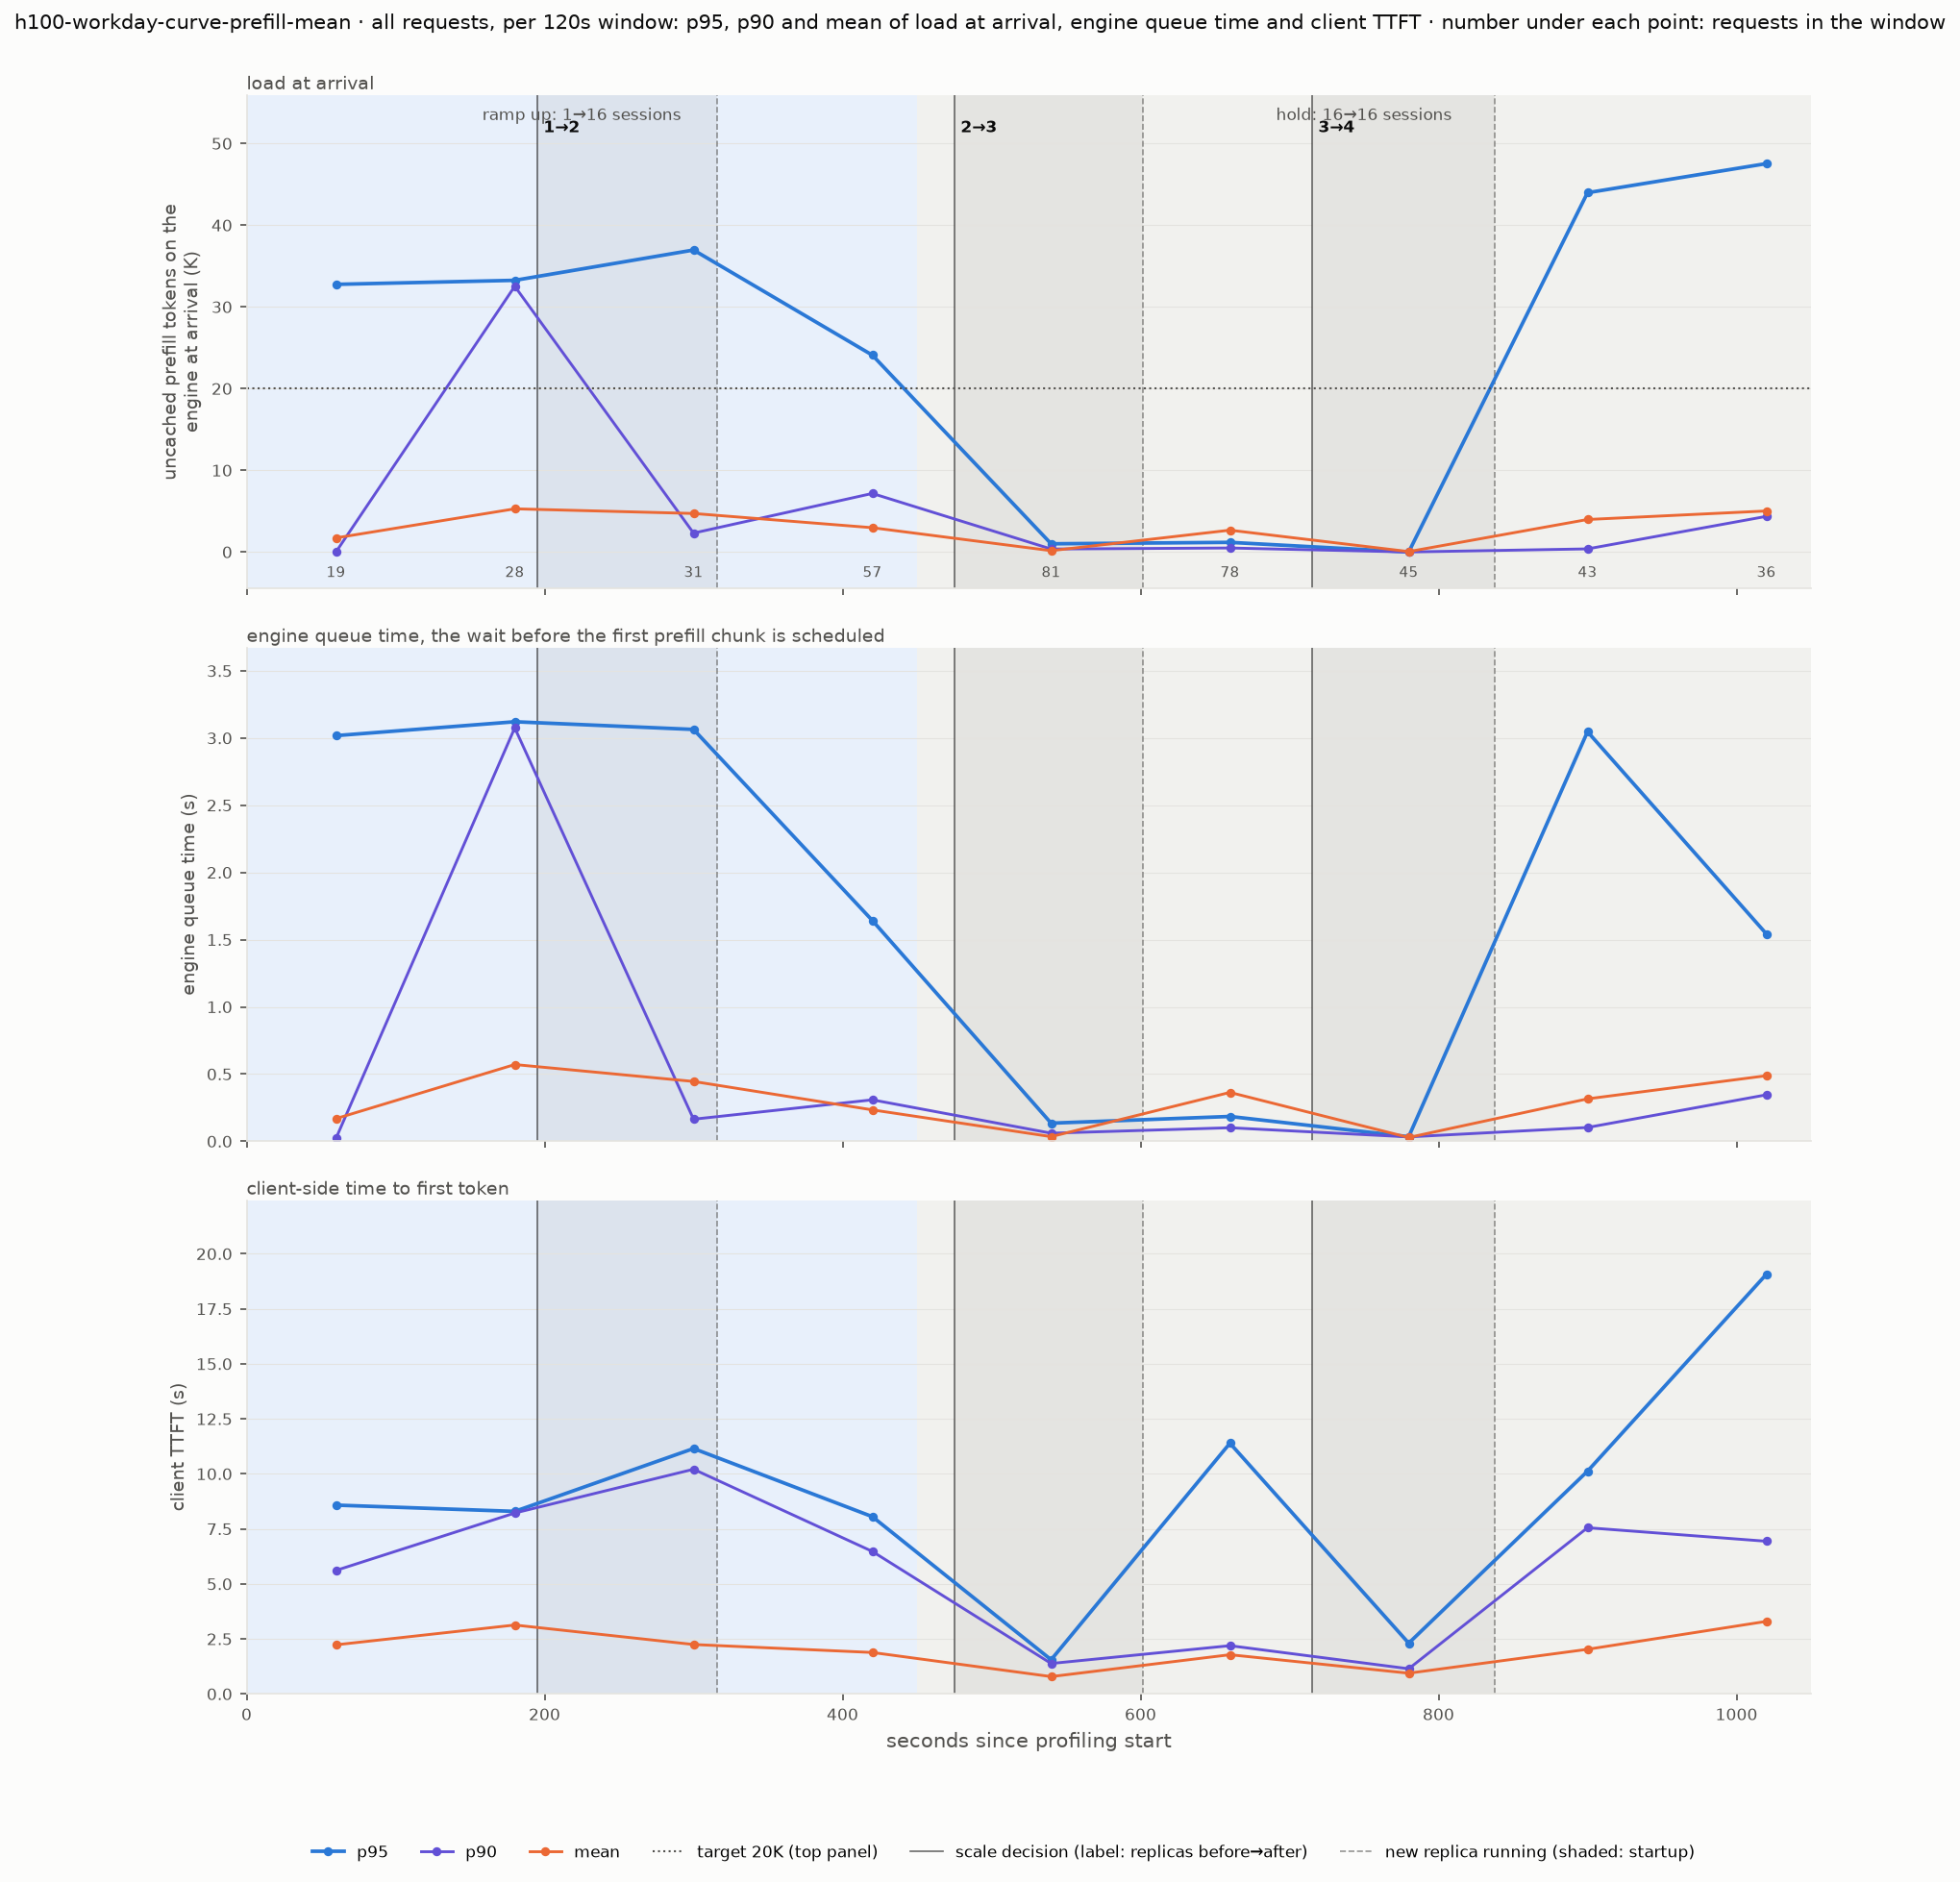 h100-workday-curve-prefill-mean · all requests, per 120s window: p95, p90 and mean of load at arrival, engine queue time and client TTFT · number under each point: requests in the window
load at arrival
ramp up: 1→16 sessions
hold: 16→16 sessions
1→2
2→3
3→4
uncached prefill tokens on the
engine at arrival (K)
50
40
30
20
10
0
19 28 31 57 81 78 45 43 36
engine queue time, the wait before the first prefill chunk is scheduled
engine queue time (s)
3.5
3.0
2.5
2.0
1.5
1.0
0.5
0.0
client-side time to first token
client TTFT (s)
20.0
17.5
15.0
12.5
10.0
7.5
5.0
2.5
0.0
0 200 400 600 800 1000
seconds since profiling start
p95 p90 mean target 20K (top panel) scale decision (label: replicas before→after) new replica running (shaded: startup)